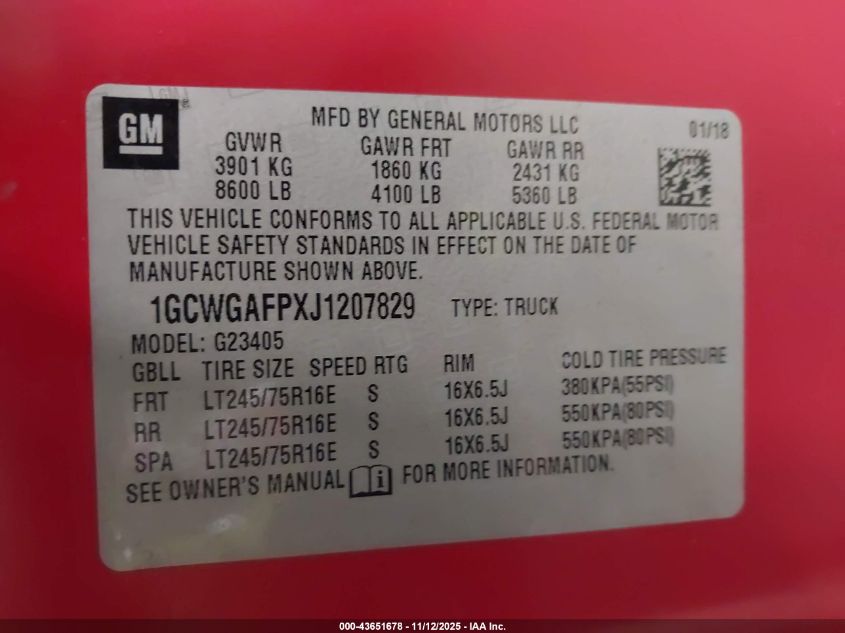 GM
MFD BY GENERAL MOTORS LLC 01/18
GVWR GAWR FRT GAWR RR
3901 KG 1860 KG 2431 KG
8600 LB 4100 LB 5360 LB
THIS VEHICLE CONFORMS TO ALL APPLICABLE U.S. FEDERAL MOTOR
VEHICLE SAFETY STANDARDS IN EFFECT ON THE DATE OF
MANUFACTURE SHOWN ABOVE.
1GCWGAFPXJ1207829 TYPE: TRUCK
MODEL: G23405
GBLL TIRE SIZE SPEED RTG RIM COLD TIRE PRESSURE
FRT LT245/75R16E S 16X6.5J 380KPA(55PSI)
RR LT245/75R16E S 16X6.5J 550KPA(80PSI)
SPA LT245/75R16E S 16X6.5J 550KPA(80PSI)
SEE OWNER'S MANUAL i FOR MORE INFORMATION.
000-43651678 - 11/12/2025 - IAA Inc.